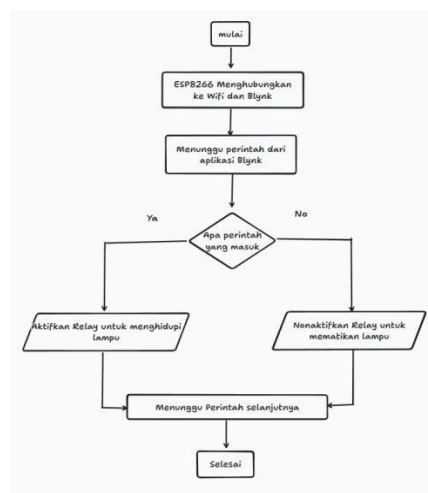 mulai
ESP8266 Menghubungkan
ke Wifi dan Blynk
Menunggu perintah dari
aplikasi Blynk
Ya
No
Apa perintah
yang masuk
Aktifkan Relay untuk menghidupi
lampu
Nonaktifkan Relay untuk
mematikan lampu
Menunggu Perintah selanjutnya
Selesai